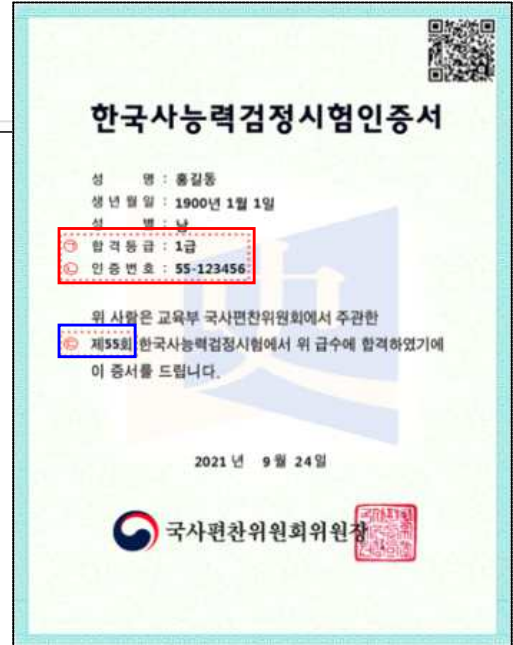 한국사능력검정시험인증서
성 명 : 홍길동
생 년 월 일 : 1900년 1월 1일
성 별 : 남
㉠ 합 격 등 급 : 1급
㉡ 인 증 번 호 : 55-123456
위 사람은 교육부 국사편찬위원회에서 주관한
㉢ 제55회 한국사능력검정시험에서 위 급수에 합격하였기에
이 증서를 드립니다.
2021 년 9 월 24 일
국사편찬위원회위원장
史